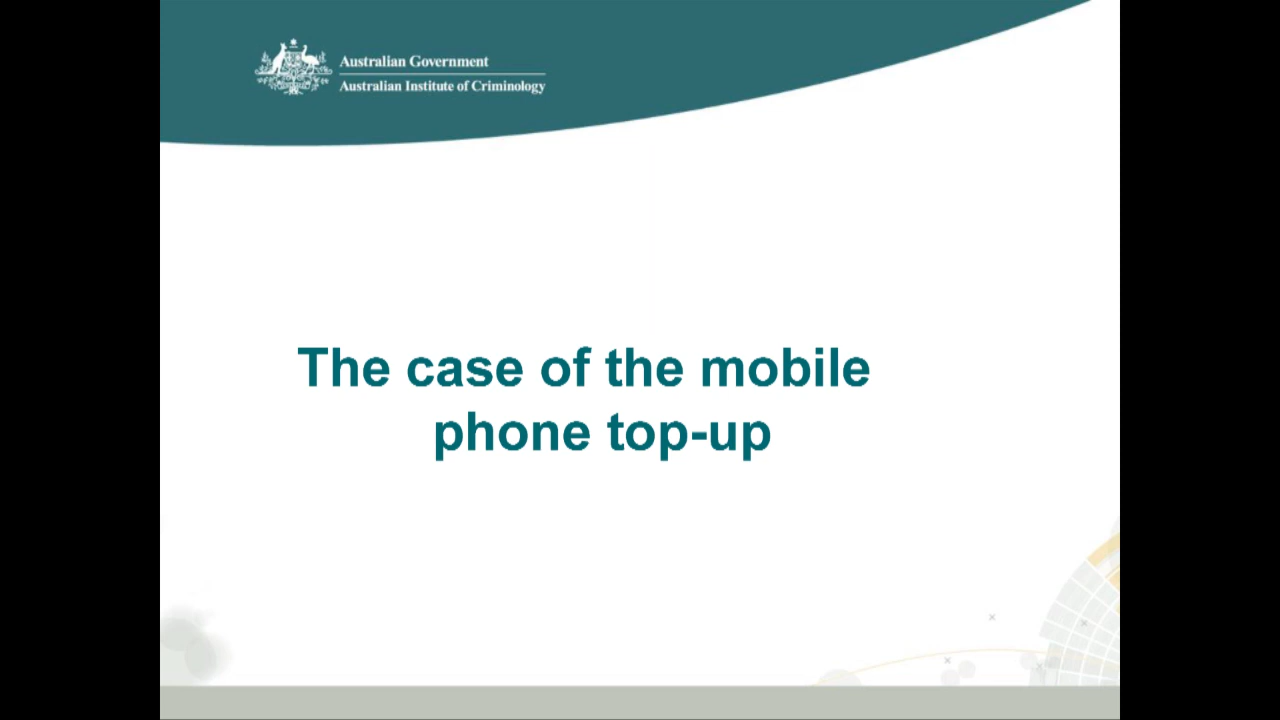 Australian Government
Australian Institute of Criminology
The case of the mobile
phone top-up